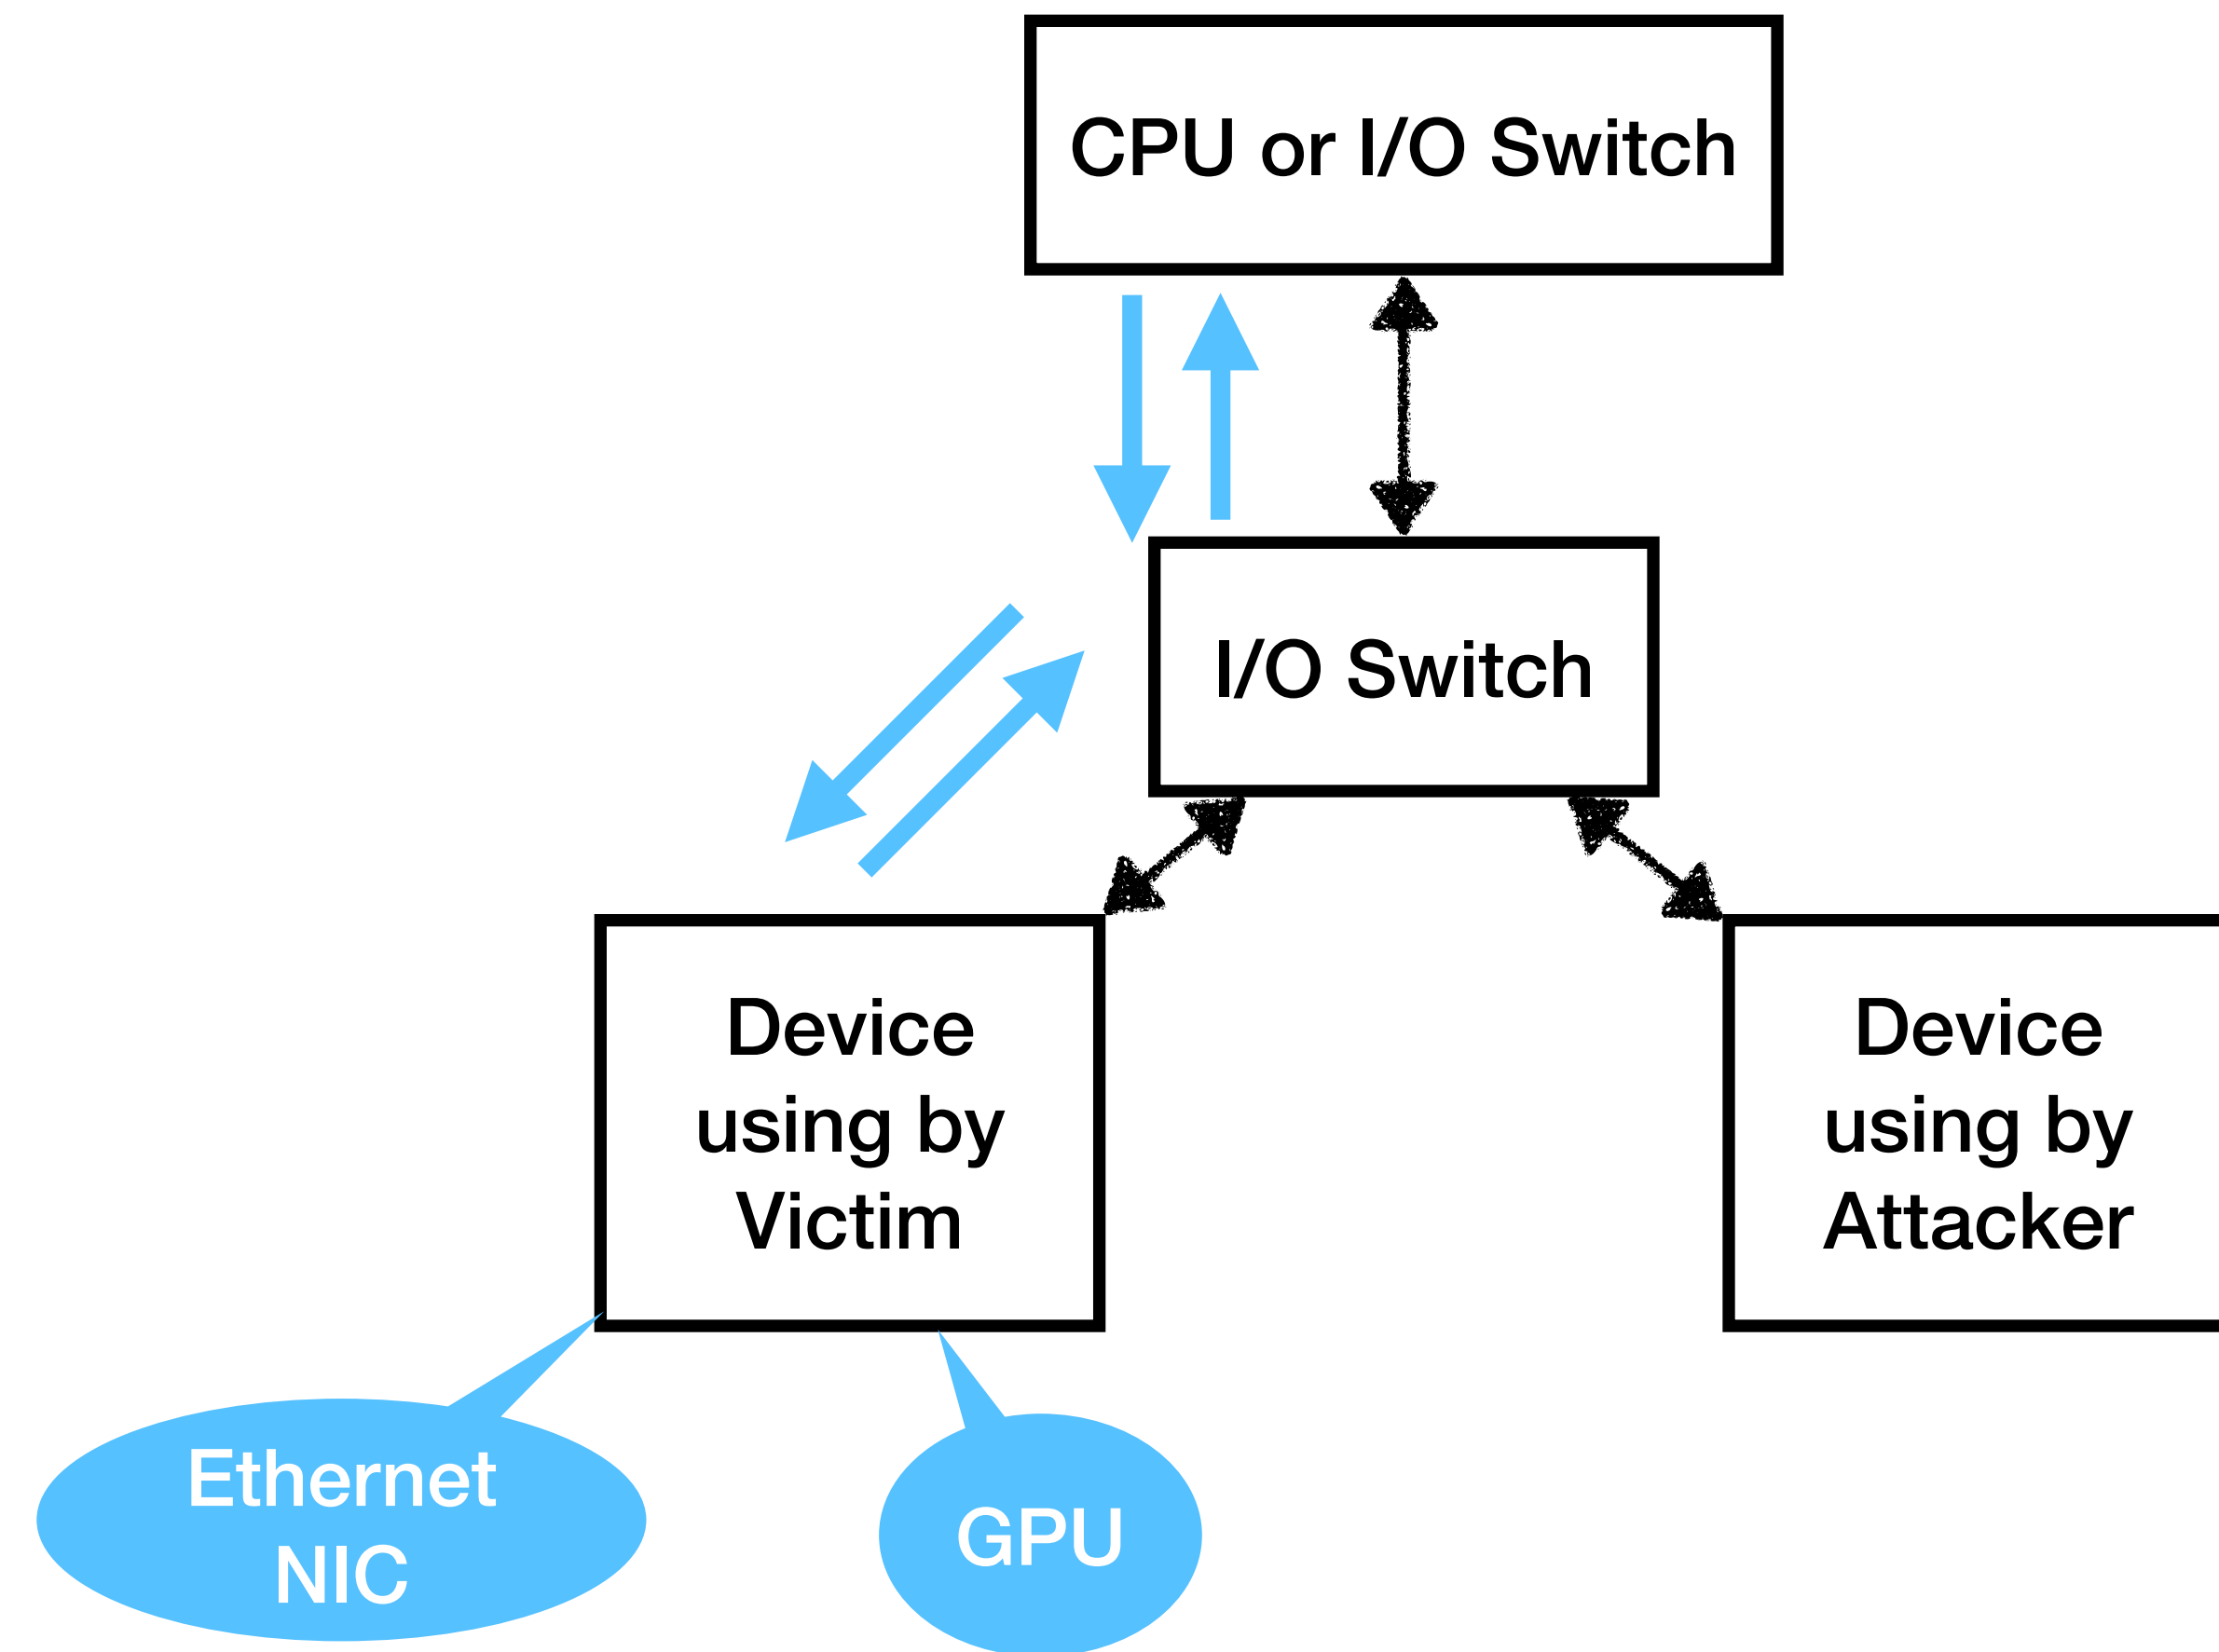 CPU or I/O Switch
I/O Switch
Device
using by
Victim
Device
using by
Attacker
Ethernet
NIC
GPU